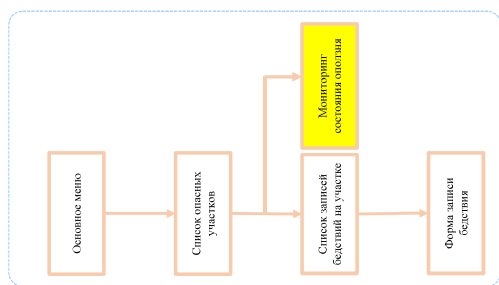 Основное меню
Список опасных
участков
Мониторинг
состояния оползня
Список записей
бедствий на участке
Форма записи
бедствия